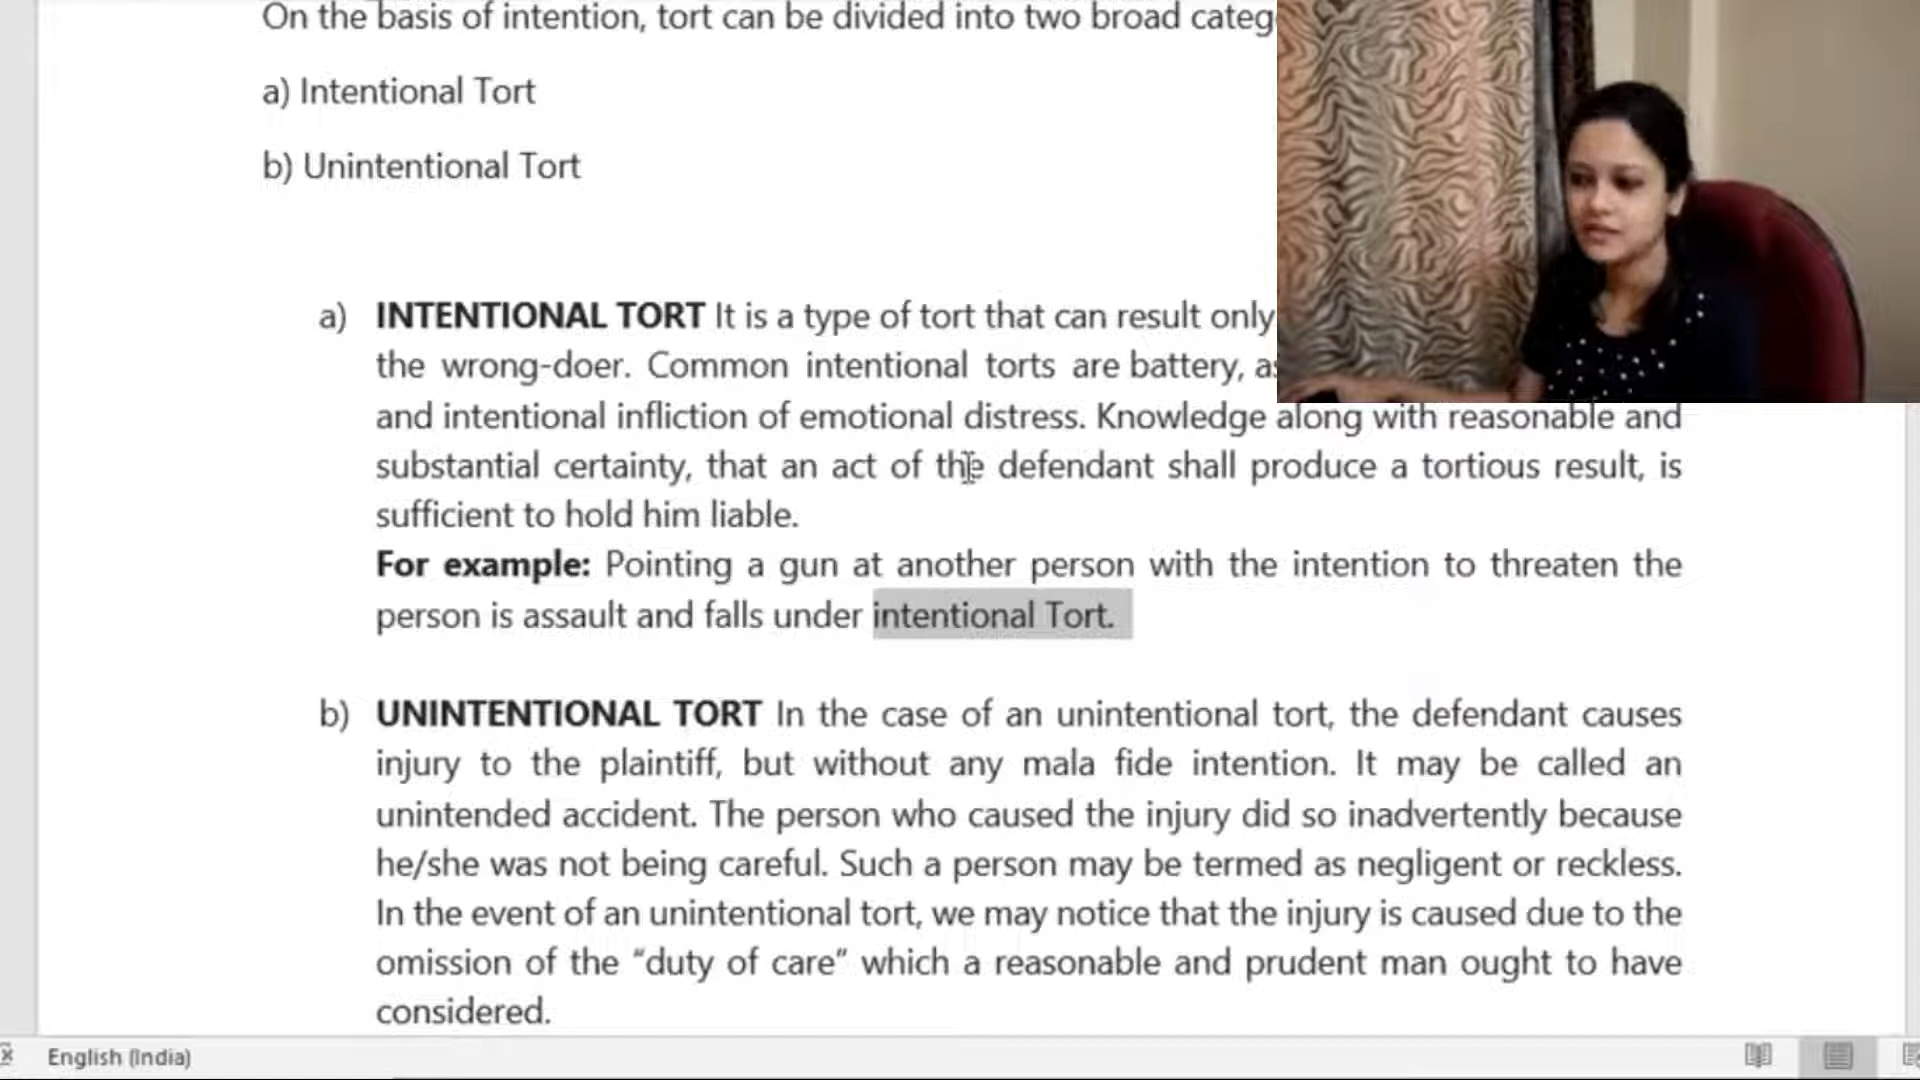 On the basis of intention, tort can be divided into two broad categ
a) Intentional Tort
b) Unintentional Tort
a) INTENTIONAL TORT It is a type of tort that can result only
the wrong-doer. Common intentional torts are battery, as
and intentional infliction of emotional distress. Knowledge along with reasonable and
substantial certainty, that an act of the defendant shall produce a tortious result, is
sufficient to hold him liable.
For example: Pointing a gun at another person with the intention to threaten the
person is assault and falls under intentional Tort.
b) UNINTENTIONAL TORT In the case of an unintentional tort, the defendant causes
injury to the plaintiff, but without any mala fide intention. It may be called an
unintended accident. The person who caused the injury did so inadvertently because
he/she was not being careful. Such a person may be termed as negligent or reckless.
In the event of an unintentional tort, we may notice that the injury is caused due to the
omission of the “duty of care” which a reasonable and prudent man ought to have
considered.
English (India)